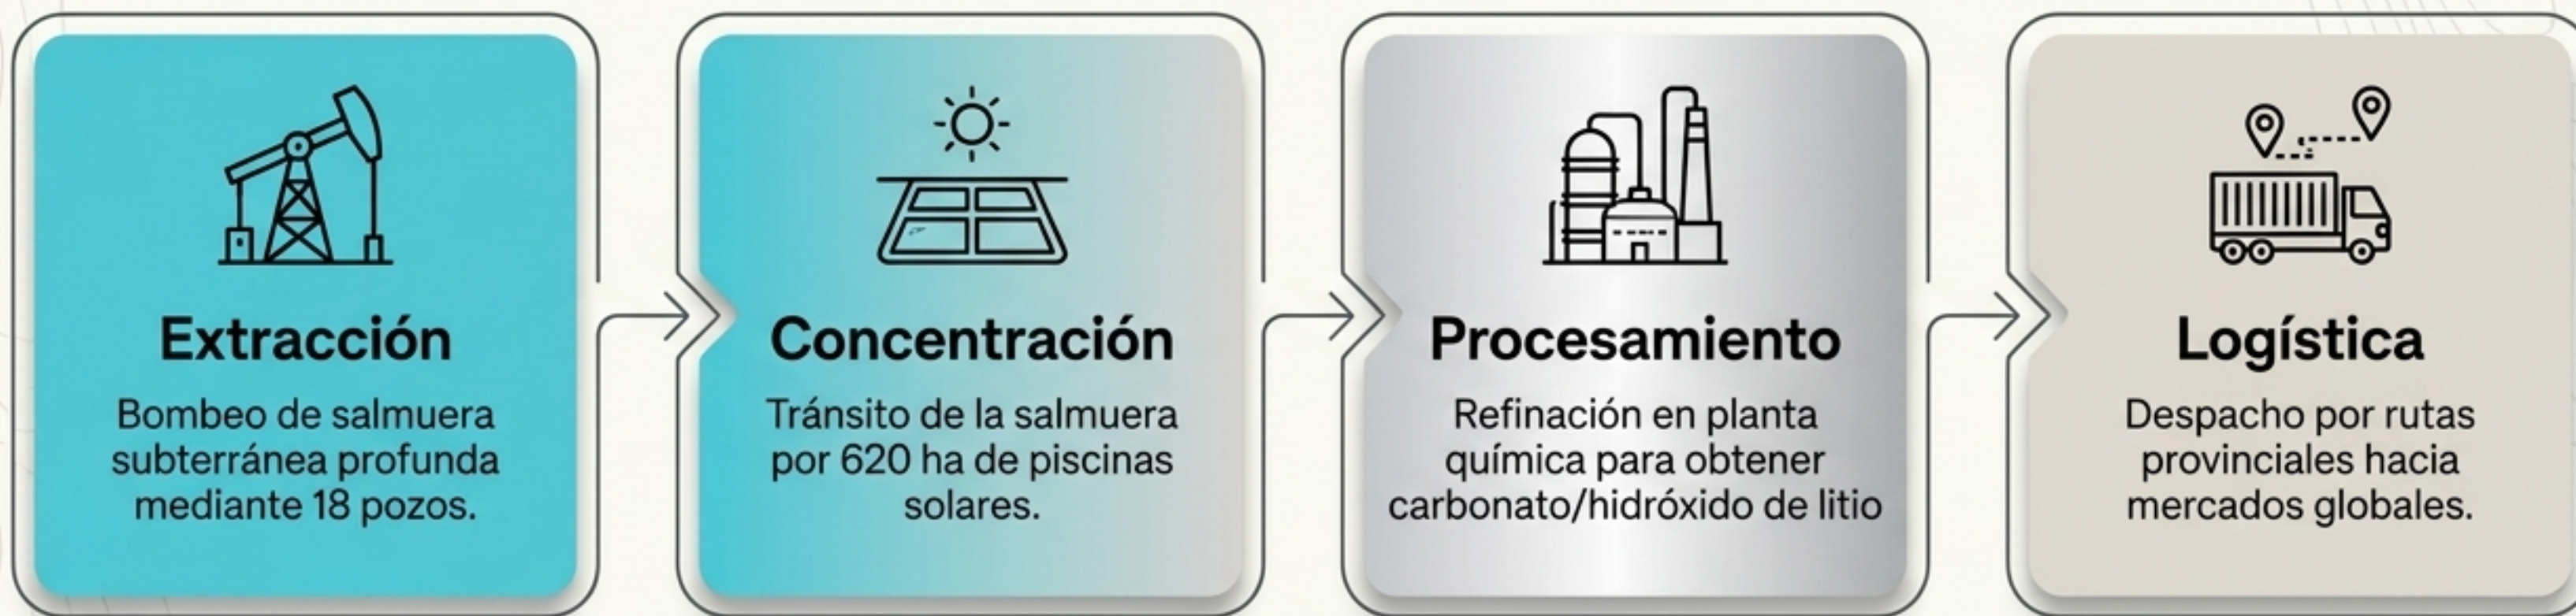 Extracción
Bombeo de salmuera
subterránea profunda
mediante 18 pozos.
Concentración
Tránsito de la salmuera
por 620 ha de piscinas
solares.
Procesamiento
Refinación en planta
química para obtener
carbonato/hidróxido de litio
Logística
Despacho por rutas
provinciales hacia
mercados globales.